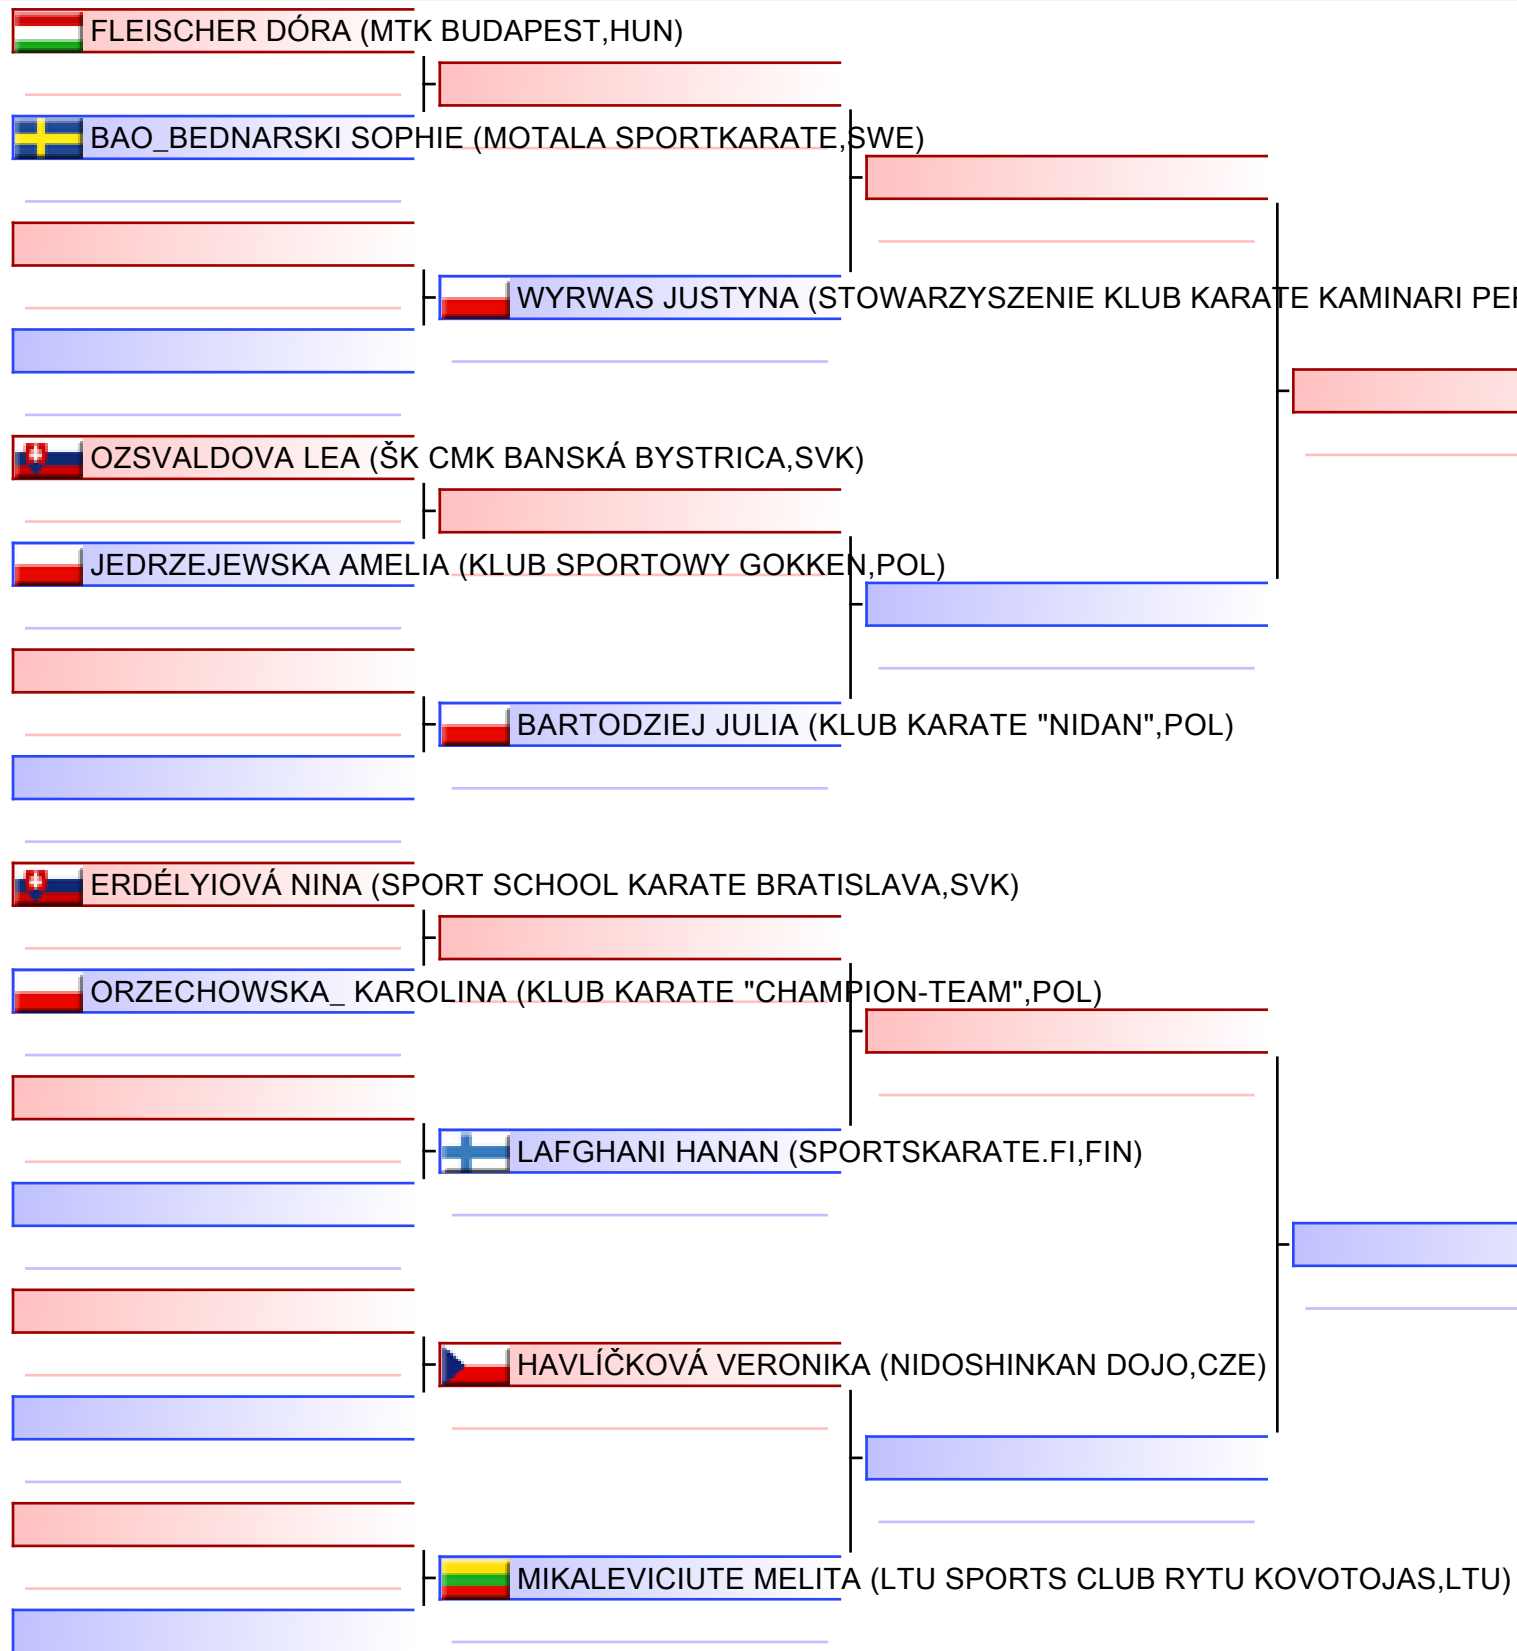 FLEISCHER DÓRA (MTK BUDAPEST,HUN)
BAO_BEDNARSKI SOPHIE (MOTALA SPORTKARATE,SWE)
WYRWAS JUSTYNA (STOWARZYSZENIE KLUB KARATE KAMINARI
OZSVALDOVA LEA (ŠK CMK BANSKÁ BYSTRICA,SVK)
JEDRZEJEWSKA AMELIA (KLUB SPORTOWY GOKKEN,POL)
BARTODZIEJ JULIA (KLUB KARATE "NIDAN",POL)
ERDÉLYIOVÁ NINA (SPORT SCHOOL KARATE BRATISLAVA,SVK)
ORZECHOWSKA_ KAROLINA (KLUB KARATE "CHAMPION-TEAM",POL)
LAFGHANI HANAN (SPORTSKARATE.FI,FIN)
HAVLÍČKOVÁ VERONIKA (NIDOSHINKAN DOJO,CZE)
MIKALEVICIUTE MELITA (LTU SPORTS CLUB RYTU KOVOTOJAS,LTU)